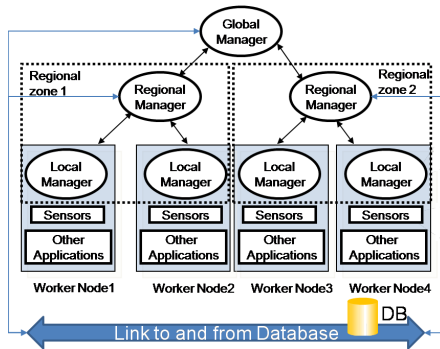 Global
Manager
Regional
zone 1
Regional
Manager
Regional
Manager
Regional
zone 2
Local
Manager
Local
Manager
Local
Manager
Local
Manager
Sensors
Sensors
Sensors
Sensors
Other
Applications
Other
Applications
Other
Applications
Other
Applications
Worker Node1
Worker Node2
Worker Node3
Worker Node4
DB
Link to and from Database